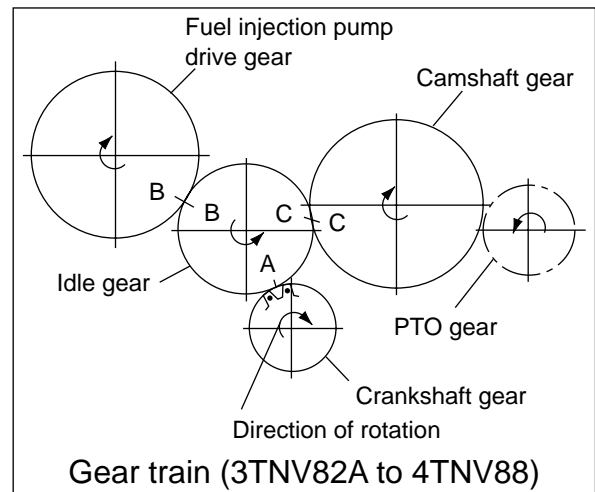 Fuel injection pump
drive gear
Camshaft gear
B
B
C
C
A
Idle gear
PTO gear
Crankshaft gear
Direction of rotation
Gear train (3TNV82A to 4TNV88)